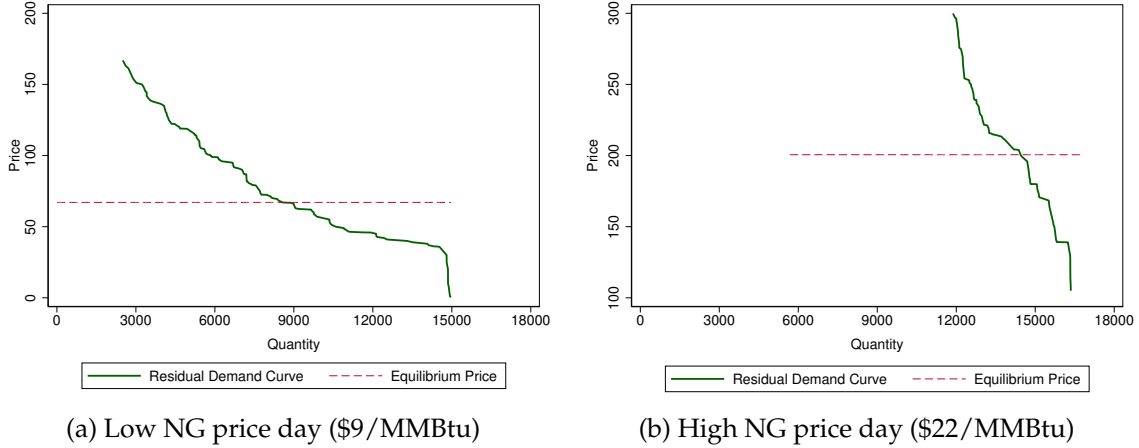 200
150
100
50
0
Price
0 3000 6000 9000 12000 15000 18000
Quantity
Residual Demand Curve Equilibrium Price
(a) Low NG price day ($9/MMBtu)
300
250
200
150
100
Price
0 3000 6000 9000 12000 15000 18000
Quantity
Residual Demand Curve Equilibrium Price
(b) High NG price day ($22/MMBtu)